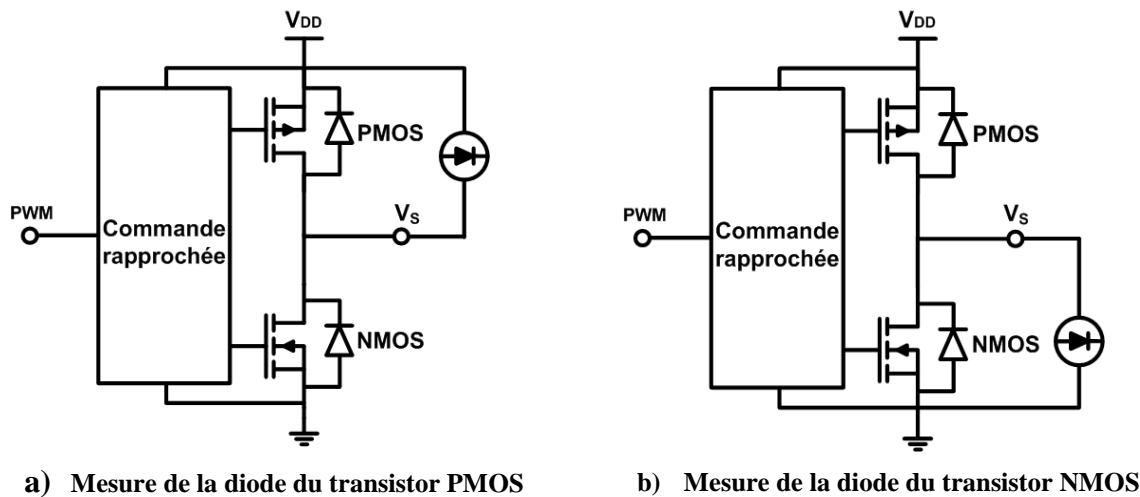 VDD
PMOS
PWM
Commande
rapprochée
VS
NMOS
a) Mesure de la diode du transistor PMOS
VDD
PMOS
PWM
Commande
rapprochée
VS
NMOS
b) Mesure de la diode du transistor NMOS